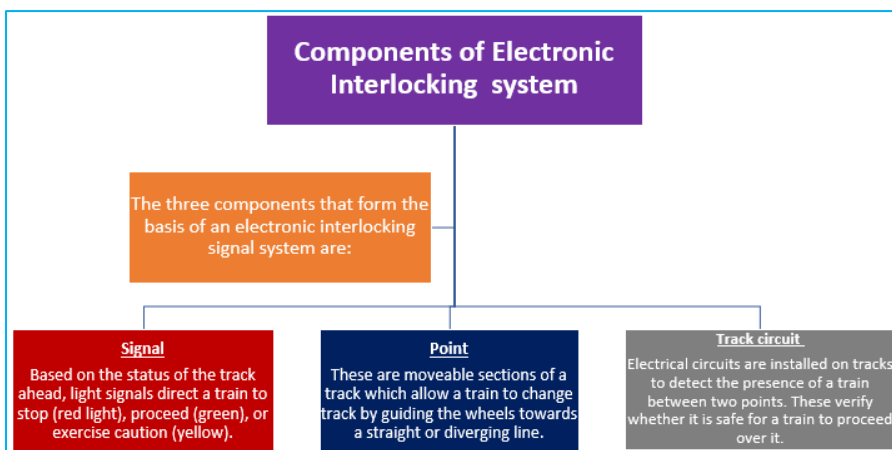 Components of Electronic
Interlocking system
The three components that form the
basis of an electronic interlocking
signal system are:
Signal
Based on the status of the track
ahead, light signals direct a train to
stop (red light), proceed (green), or
exercise caution (yellow).
Point
These are moveable sections of a
track which allow a train to change
track by guiding the wheels towards
a straight or diverging line.
Track circuit
Electrical circuits are installed on tracks
to detect the presence of a train
between two points. These verify
whether it is safe for a train to proceed
over it.